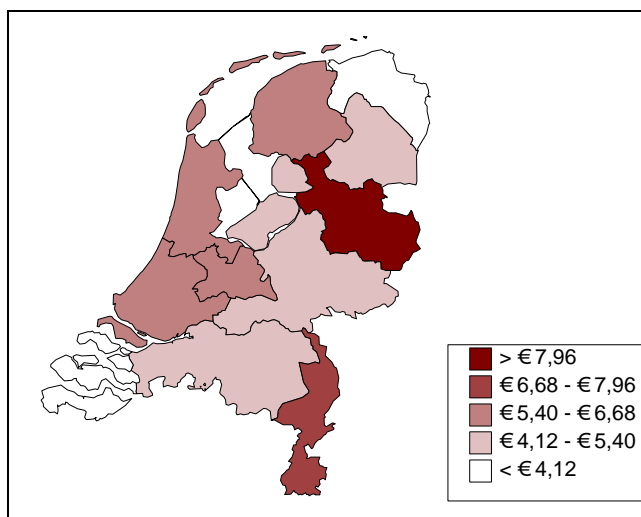 > € 7,96
€ 6,68 - € 7,96
€ 5,40 - € 6,68
€ 4,12 - € 5,40
< € 4,12